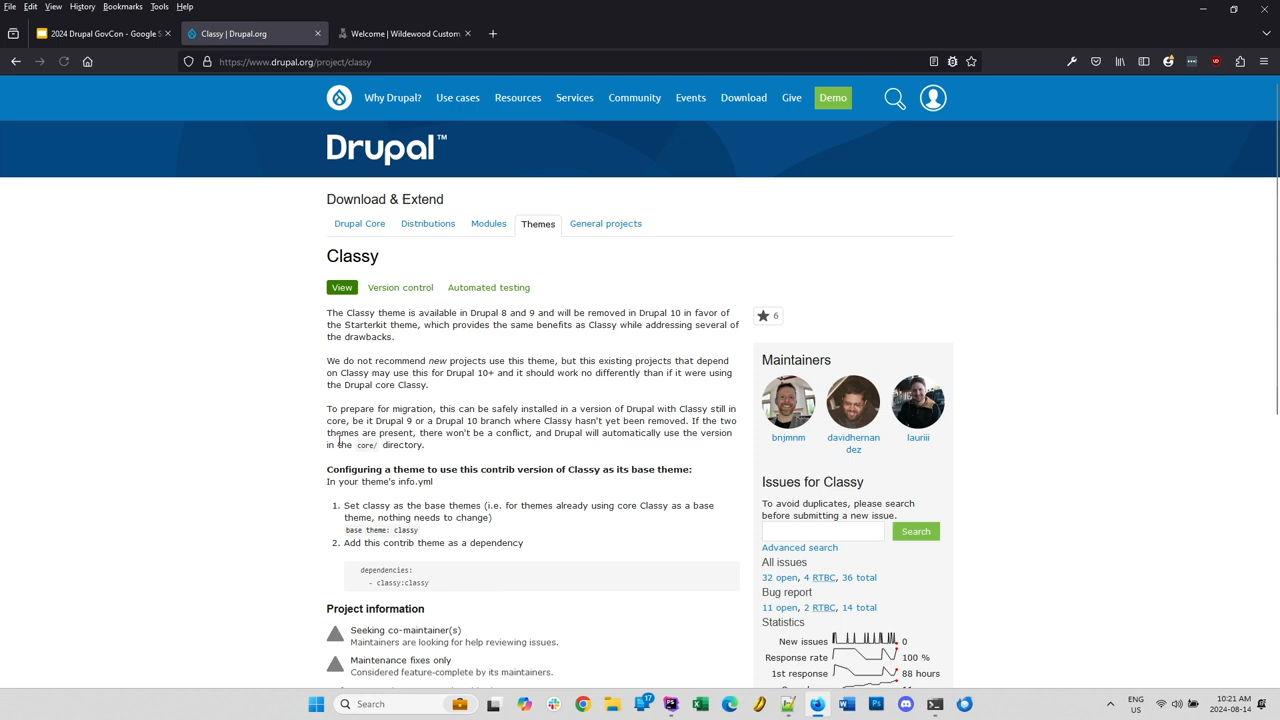 File Edit View History Bookmarks Tools Help
2024 Drupal GovCon - Google S
Classy | Drupal.org
Welcome | Wildewood Custom
https://www.drupal.org/project/classy
Why Drupal? Use cases Resources Services Community Events Download Give Demo
Drupal™
Download & Extend
Drupal Core Distributions Modules Themes General projects
Classy
View Version control Automated testing
The Classy theme is available in Drupal 8 and 9 and will be removed in Drupal 10 in favor of
the Starterkit theme, which provides the same benefits as Classy while addressing several of
the drawbacks.
We do not recommend new projects use this theme, but this existing projects that depend
on Classy may use this for Drupal 10+ and it should work no differently than if it were using
the Drupal core Classy.
To prepare for migration, this can be safely installed in a version of Drupal with Classy still in
core, be it Drupal 9 or a Drupal 10 branch where Classy hasn't yet been removed. If the two
themes are present, there won't be a conflict, and Drupal will automatically use the version
in the core/ directory.
Configuring a theme to use this contrib version of Classy as its base theme:
In your theme's info.yml
1. Set classy as the base themes (i.e. for themes already using core Classy as a base
theme, nothing needs to change)
base theme: classy
2. Add this contrib theme as a dependency
dependencies:
- classy:classy
Project information
Seeking co-maintainer(s)
Maintainers are looking for help reviewing issues.
Maintenance fixes only
Considered feature-complete by its maintainers.
6
Maintainers
bnjmnm
davidhernan
dez
lauriii
Issues for Classy
To avoid duplicates, please search
before submitting a new issue.
Search
Advanced search
All issues
32 open, 4 RTBC, 36 total
Bug report
11 open, 2 RTBC, 14 total
Statistics
New issues 0
Response rate 100 %
1st response 88 hours
Search
17
ENG
US
10:21 AM
2024-08-14